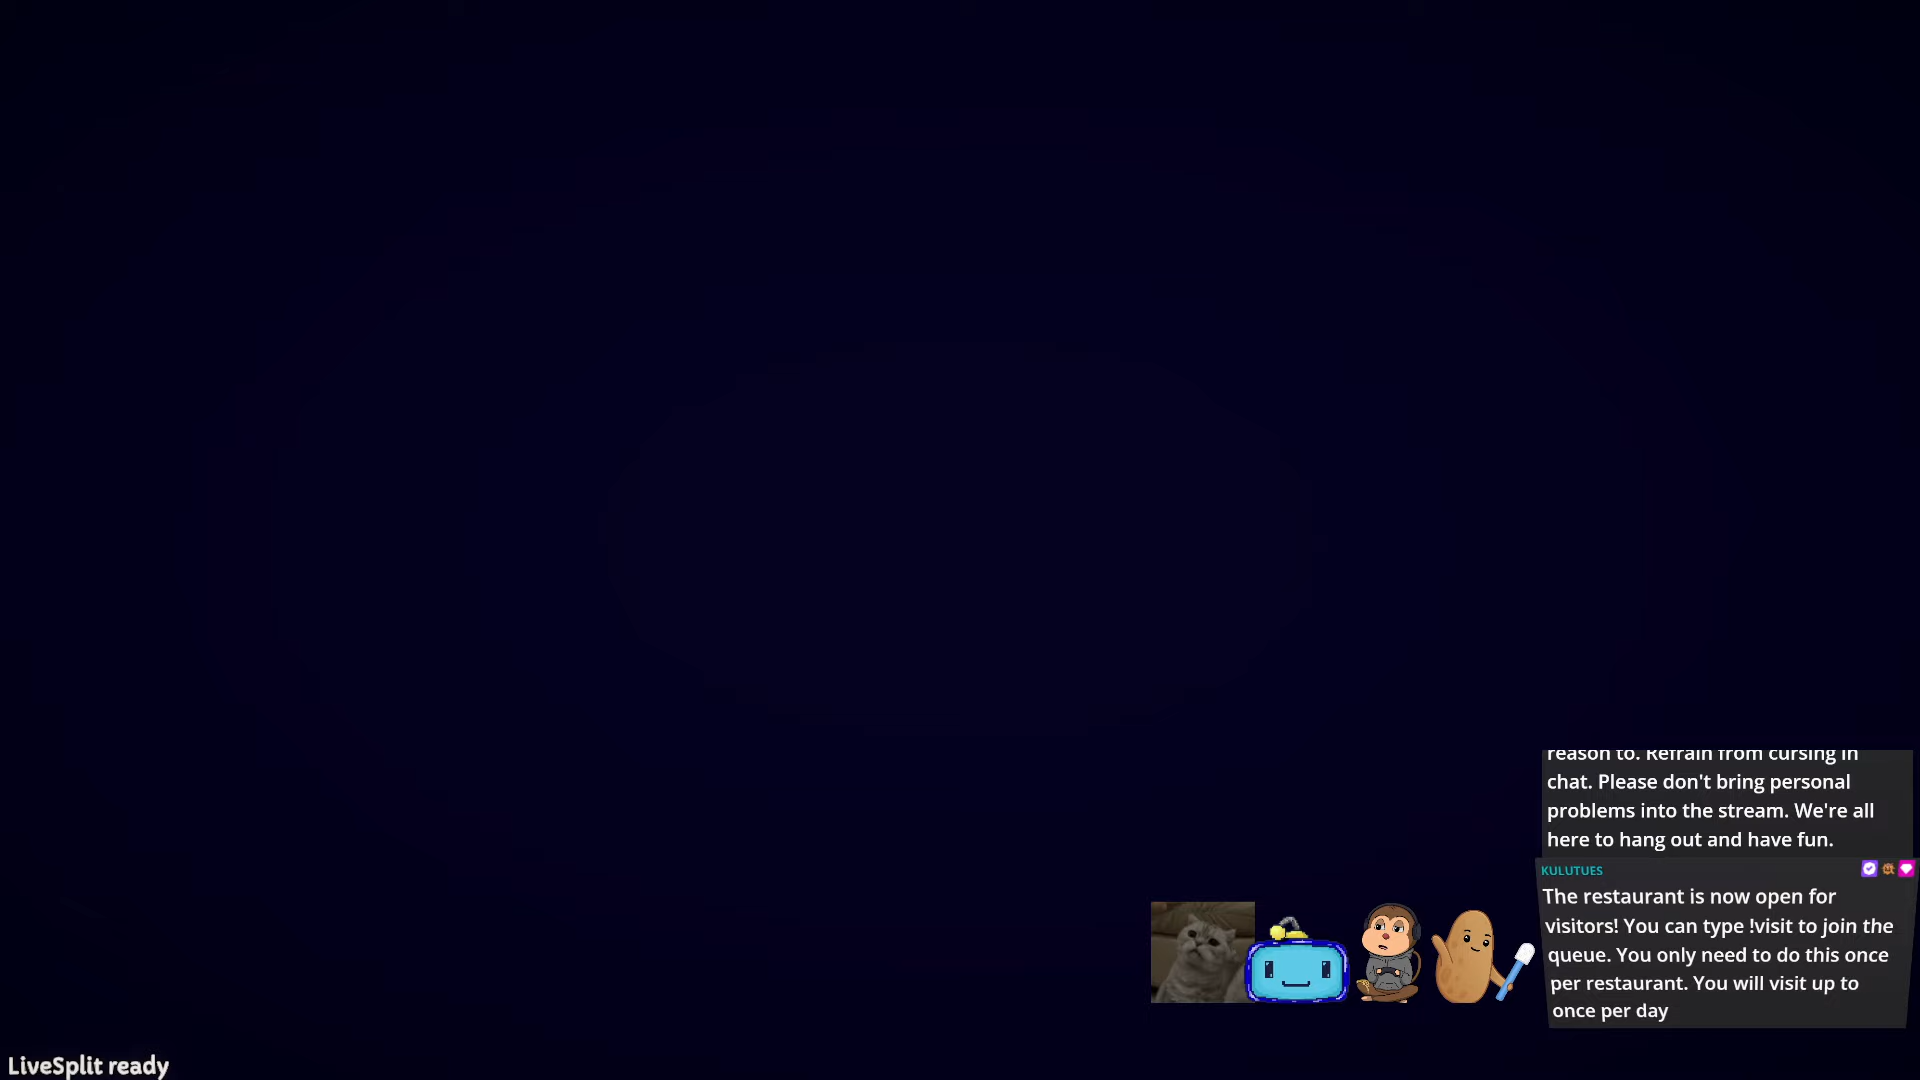 reason to. Refrain from cursing in
chat. Please don't bring personal
problems into the stream. We're all
here to hang out and have fun.
KULUTUES
The restaurant is now open for
visitors! You can type !visit to join the
queue. You only need to do this once
per restaurant. You will visit up to
once per day
LiveSplit ready